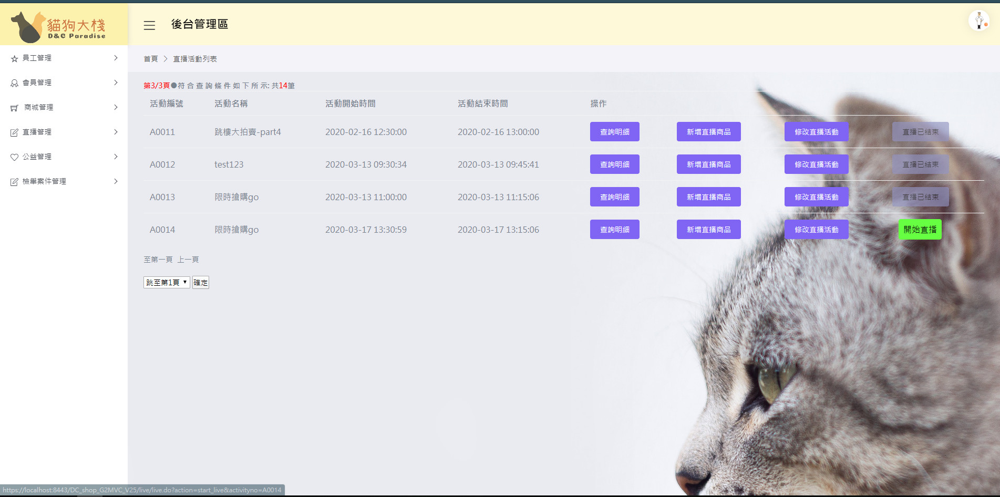 貓狗大棧
D&C Paradise
後台管理區
員工管理
會員管理
商城管理
直播管理
公益管理
檢舉案件管理
首頁 > 直播活動列表
第3/3頁●符 合 查 詢 條 件 如 下 所 示: 共14筆
活動編號 活動名稱 活動開始時間 活動結束時間 操作
A0011 跳樓大拍賣-part4 2020-02-16 12:30:00 2020-02-16 13:00:00 查詢明細 新增直播商品 修改直播活動 直播已結束
A0012 test123 2020-03-13 09:30:34 2020-03-13 09:45:41 查詢明細 新增直播商品 修改直播活動 直播已結束
A0013 限時搶購go 2020-03-13 11:00:00 2020-03-13 11:15:06 查詢明細 新增直播商品 修改直播活動 直播已結束
A0014 限時搶購go 2020-03-17 13:30:59 2020-03-17 13:15:06 查詢明細 新增直播商品 修改直播活動 開始直播
至第一頁 上一頁
跳至第1頁 確定
https://localhost:8443/DC_shop_G2MVC_V25/live/live.do?action=start_live&activityno=A0014